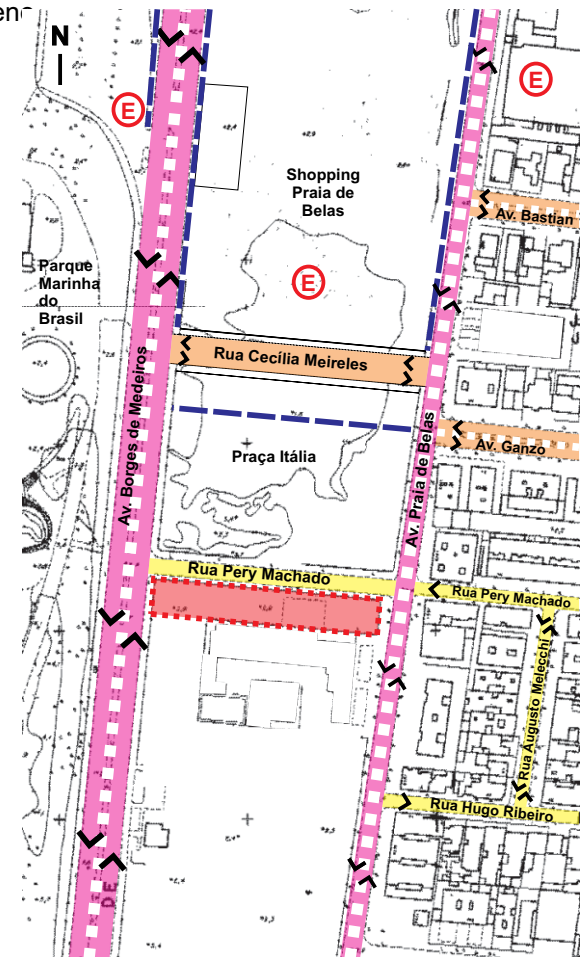 N
E
E
Shopping
Praia de
Belas
Av. Bastian
Parque
Marinha
do
Brasil
E
Rua Cecília Meireles
Av. Borges de Medeiros
Av. Praia de Belas
Av. Ganzo
Praça Itália
Rua Pery Machado
Rua Pery Machado
Rua Augusto Melecchi
Rua Hugo Ribeiro
DE